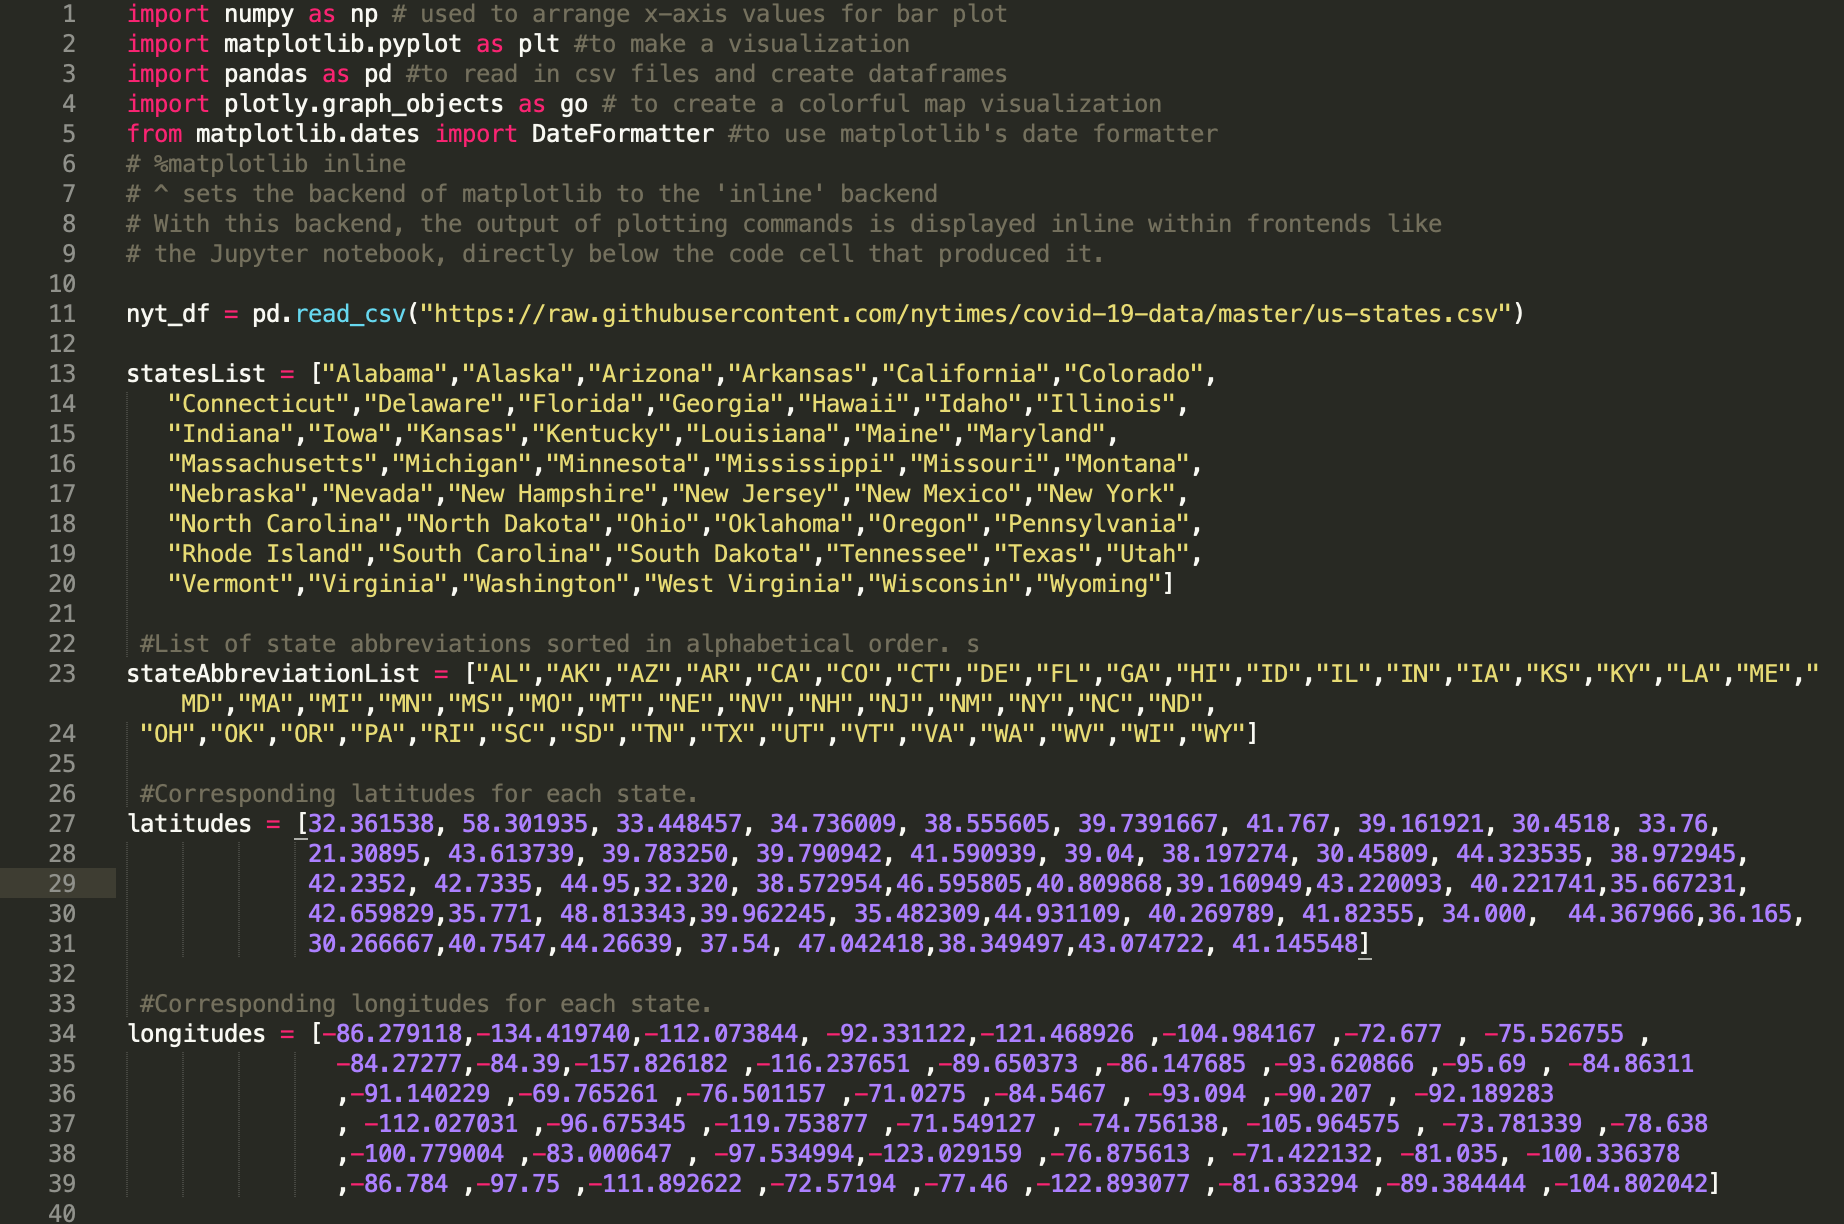 1 import numpy as np # used to arrange x-axis values for bar plot
2 import matplotlib.pyplot as plt #to make a visualization
3 import pandas as pd #to read in csv files and create dataframes
4 import plotly.graph_objects as go # to create a colorful map visualization
5 from matplotlib.dates import DateFormatter #to use matplotlib's date formatter
6 # %matplotlib inline
7 # ^ sets the backend of matplotlib to the 'inline' backend
8 # With this backend, the output of plotting commands is displayed inline within frontends like
9 # the Jupyter notebook, directly below the code cell that produced it.
10
11 nyt_df = pd.read_csv("https://raw.githubusercontent.com/nytimes/covid-19-data/master/us-states.csv")
12
13 statesList = ["Alabama","Alaska","Arizona","Arkansas","California","Colorado",
14 "Connecticut","Delaware","Florida","Georgia","Hawaii","Idaho","Illinois",
15 "Indiana","Iowa","Kansas","Kentucky","Louisiana","Maine","Maryland",
16 "Massachusetts","Michigan","Minnesota","Mississippi","Missouri","Montana",
17 "Nebraska","Nevada","New Hampshire","New Jersey","New Mexico","New York",
18 "North Carolina","North Dakota","Ohio","Oklahoma","Oregon","Pennsylvania",
19 "Rhode Island","South Carolina","South Dakota","Tennessee","Texas","Utah",
20 "Vermont","Virginia","Washington","West Virginia","Wisconsin","Wyoming"]
21
22 #List of state abbreviations sorted in alphabetical order. s
23 stateAbbreviationList = ["AL","AK","AZ","AR","CA","CO","CT","DE","FL","GA","HI","ID","IL","IN","IA","KS","KY","LA","ME","
MD","MA","MI","MN","MS","MO","MT","NE","NV","NH","NJ","NM","NY","NC","ND",
24 "OH","OK","OR","PA","RI","SC","SD","TN","TX","UT","VT","VA","WA","WV","WI","WY"]
25
26 #Corresponding latitudes for each state.
27 latitudes = [32.361538, 58.301935, 33.448457, 34.736009, 38.555605, 39.7391667, 41.767, 39.161921, 30.4518, 33.76,
28 21.30895, 43.613739, 39.783250, 39.790942, 41.590939, 39.04, 38.197274, 30.45809, 44.323535, 38.972945,
29 42.2352, 42.7335, 44.95,32.320, 38.572954,46.595805,40.809868,39.160949,43.220093, 40.221741,35.667231,
30 42.659829,35.771, 48.813343,39.962245, 35.482309,44.931109, 40.269789, 41.82355, 34.000,  44.367966,36.165,
31 30.266667,40.7547,44.26639, 37.54, 47.042418,38.349497,43.074722, 41.145548]
32
33 #Corresponding longitudes for each state.
34 longitudes = [-86.279118,-134.419740,-112.073844, -92.331122,-121.468926 ,-104.984167 ,-72.677 , -75.526755 ,
35 -84.27277,-84.39,-157.826182 ,-116.237651 ,-89.650373 ,-86.147685 ,-93.620866 ,-95.69 , -84.86311
36 ,-91.140229 ,-69.765261 ,-76.501157 ,-71.0275 ,-84.5467 , -93.094 ,-90.207 , -92.189283
37 , -112.027031 ,-96.675345 ,-119.753877 ,-71.549127 , -74.756138, -105.964575 , -73.781339 ,-78.638
38 ,-100.779004 ,-83.000647 , -97.534994,-123.029159 ,-76.875613 , -71.422132, -81.035, -100.336378
39 ,-86.784 ,-97.75 ,-111.892622 ,-72.57194 ,-77.46 ,-122.893077 ,-81.633294 ,-89.384444 ,-104.802042]
40